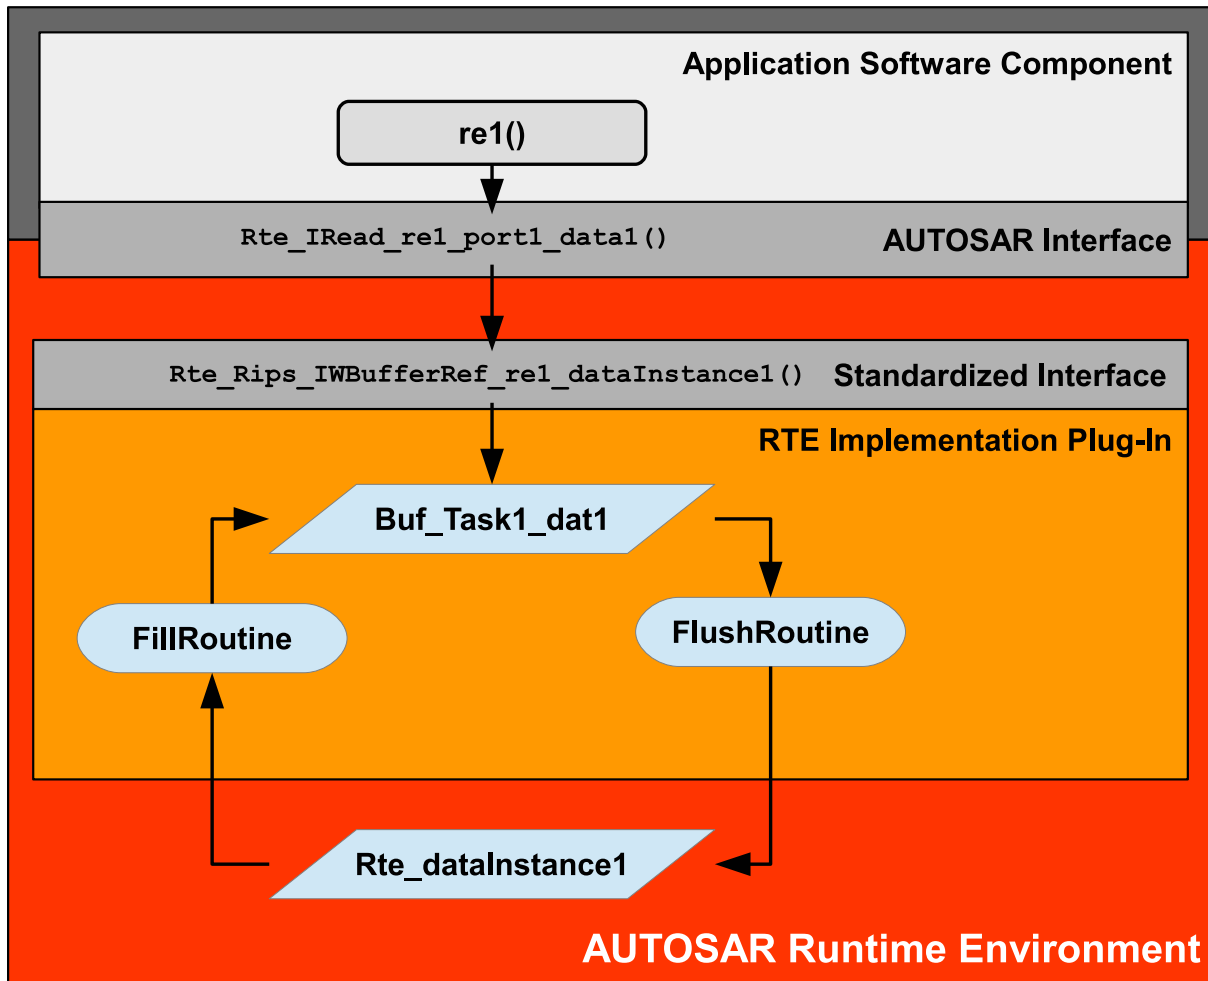 Application Software Component
re1()
Rte_IRead_re1_port1_data1()
AUTOSAR Interface
Rte_Rips_IWBufferRef_re1_dataInstance1()
Standardized Interface
RTE Implementation Plug-In
Buf_Task1_dat1
FillRoutine
FlushRoutine
Rte_dataInstance1
AUTOSAR Runtime Environment